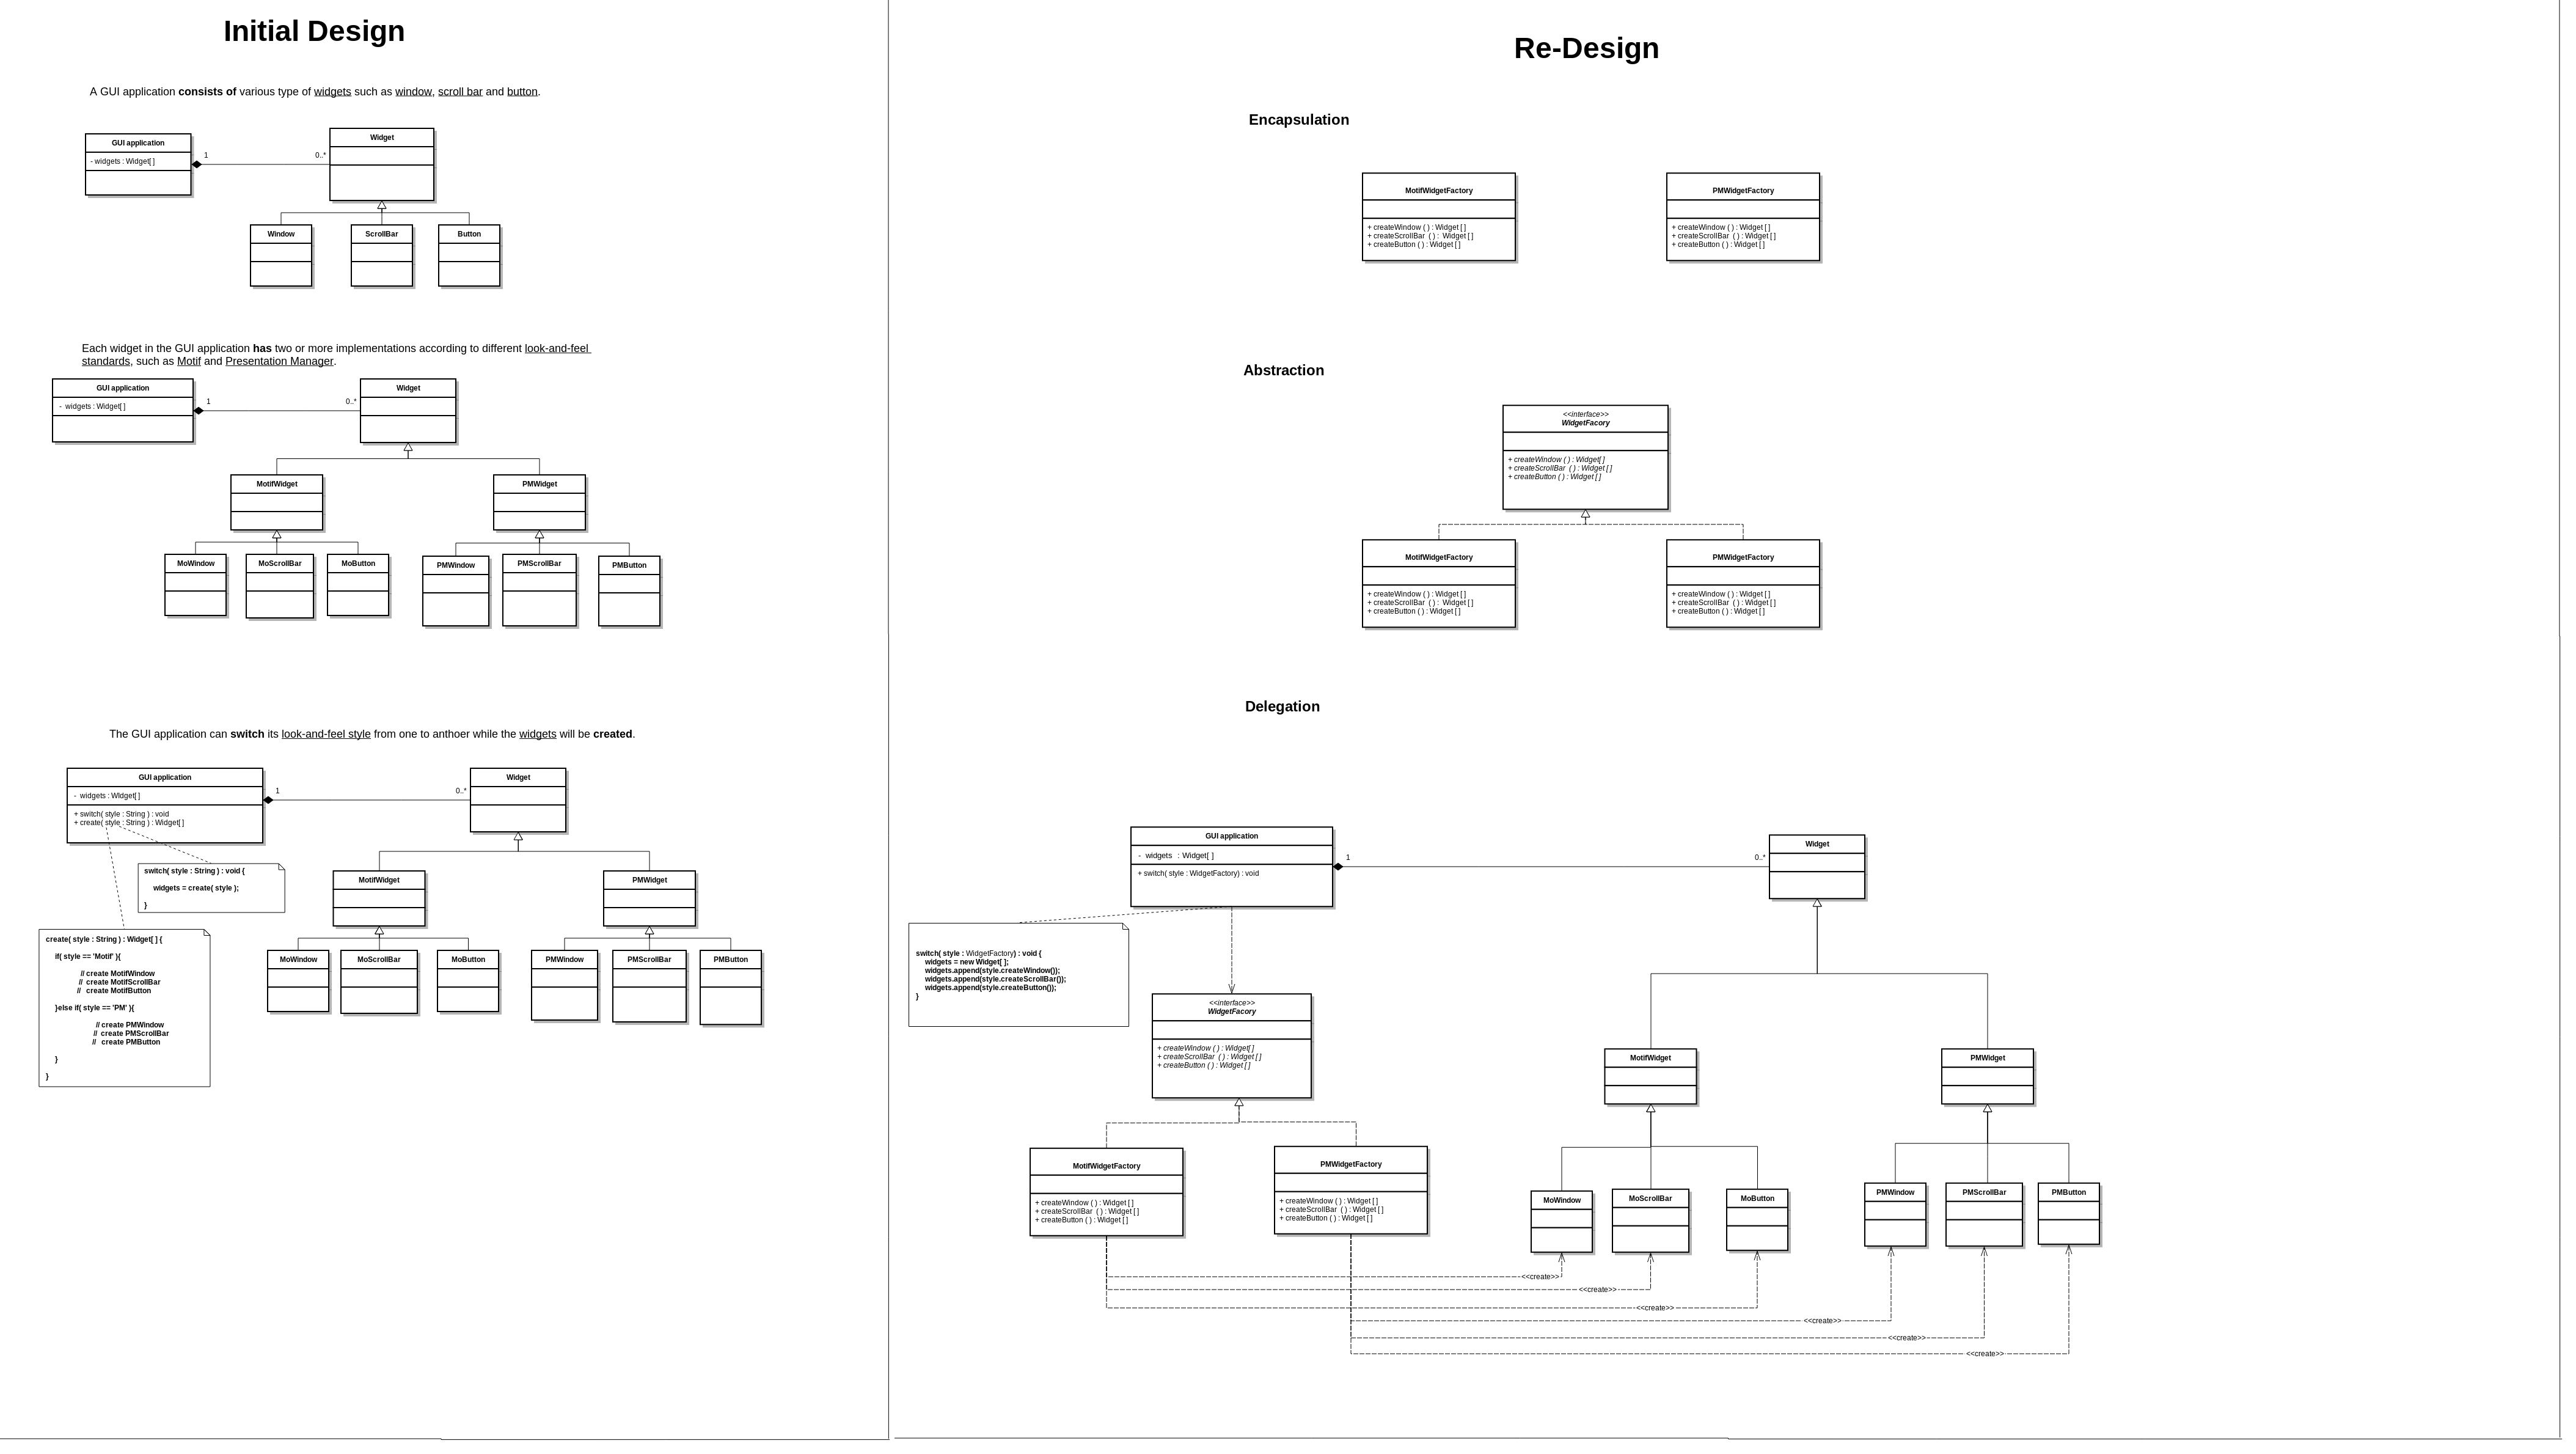 Initial Design
A GUI application consists of various type of widgets such as window, scroll bar and button.
GUI application
- widgets : Widget[ ]
1
0..*
Widget
Window
ScrollBar
Button
Each widget in the GUI application has two or more implementations according to different look-and-feel
standards, such as Motif and Presentation Manager.
GUI application
- widgets : Widget[ ]
1
0..*
Widget
MotifWidget
PMWidget
MoWindow
MoScrollBar
MoButton
PMWindow
PMScrollBar
PMButton
The GUI application can switch its look-and-feel style from one to anthoer while the widgets will be created.
GUI application
- widgets : WIdget[ ]
+ switch( style : String ) : void
+ create( style : String ) : Widget[ ]
1
0..*
Widget
switch( style : String ) : void {
widgets = create( style );
}
create( style : String ) : Widget[ ] {
if( style == 'Motif' ){
// create MotifWindow
// create MotifScrollBar
// create MotifButton
}else if( style == 'PM' ){
// create PMWindow
// create PMScrollBar
// create PMButton
}
}
MotifWidget
PMWidget
MoWindow
MoScrollBar
MoButton
PMWindow
PMScrollBar
PMButton
Re-Design
Encapsulation
MotifWidgetFactory
+ createWindow ( ) : Widget [ ]
+ createScrollBar ( ) : Widget [ ]
+ createButton ( ) : Widget [ ]
PMWidgetFactory
+ createWindow ( ) : Widget [ ]
+ createScrollBar ( ) : Widget [ ]
+ createButton ( ) : Widget [ ]
Abstraction
<<interface>>
WidgetFacory
+ createWindow ( ) : Widget[ ]
+ createScrollBar ( ) : Widget [ ]
+ createButton ( ) : Widget [ ]
MotifWidgetFactory
+ createWindow ( ) : Widget [ ]
+ createScrollBar ( ) : Widget [ ]
+ createButton ( ) : Widget [ ]
PMWidgetFactory
+ createWindow ( ) : Widget [ ]
+ createScrollBar ( ) : Widget [ ]
+ createButton ( ) : Widget [ ]
Delegation
GUI application
- widgets : Widget[ ]
+ switch( style : WidgetFactory) : void
1
0..*
Widget
switch( style : WidgetFactory) : void {
widgets = new Widget[ ];
widgets.append(style.createWindow());
widgets.append(style.createScrollBar());
widgets.append(style.createButton());
}
<<interface>>
WidgetFacory
+ createWindow ( ) : Widget[ ]
+ createScrollBar ( ) : Widget [ ]
+ createButton ( ) : Widget [ ]
MotifWidget
PMWidget
MotifWidgetFactory
+ createWindow ( ) : Widget [ ]
+ createScrollBar ( ) : Widget [ ]
+ createButton ( ) : Widget [ ]
PMWidgetFactory
+ createWindow ( ) : Widget [ ]
+ createScrollBar ( ) : Widget [ ]
+ createButton ( ) : Widget [ ]
MoWindow
MoScrollBar
MoButton
PMWindow
PMScrollBar
PMButton
<<create>>
<<create>>
<<create>>
<<create>>
<<create>>
<<create>>